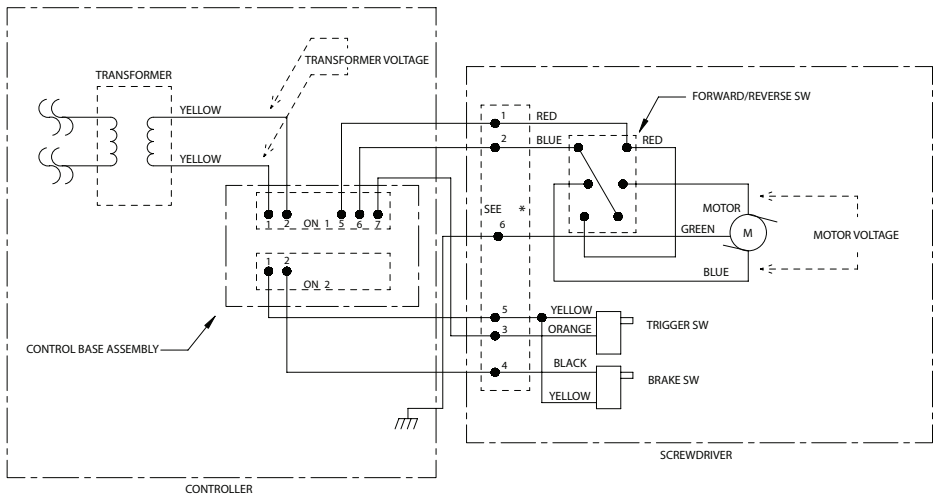 TRANSFORMER VOLTAGE
TRANSFORMER
YELLOW
YELLOW
FORWARD/REVERSE SW
1 RED
2 BLUE
RED
1 2 ON 1 5 6 7
SEE *
6
GREEN
MOTOR
M
MOTOR VOLTAGE
BLUE
1 2
ON 2
5 YELLOW
3 ORANGE
TRIGGER SW
CONTROL BASE ASSEMBLY
4 BLACK
BRAKE SW
YELLOW
SCREWDRIVER
CONTROLLER